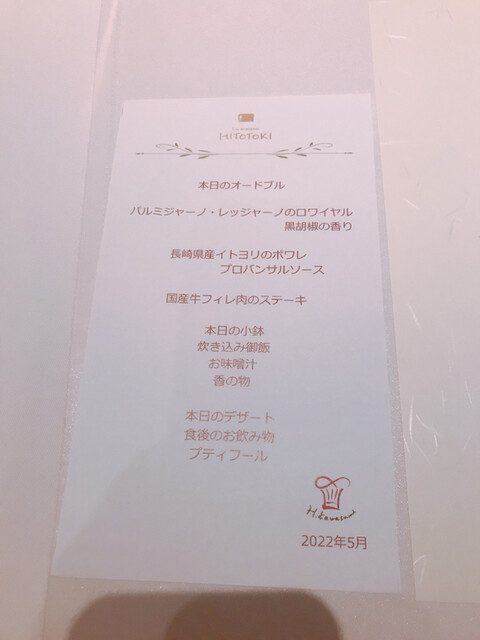 La maison
HITOTOKI
本日のオードブル
パルミジャーノ・レッジャーノのロワイヤル
黒胡椒の香り
長崎県産イトヨリのポワレ
プロバンサルソース
国産牛フィレ肉のステーキ
本日の小鉢
炊き込み御飯
お味噌汁
香の物
本日のデザート
食後のお飲み物
プティフール
H.Kawasumi
2022年5月